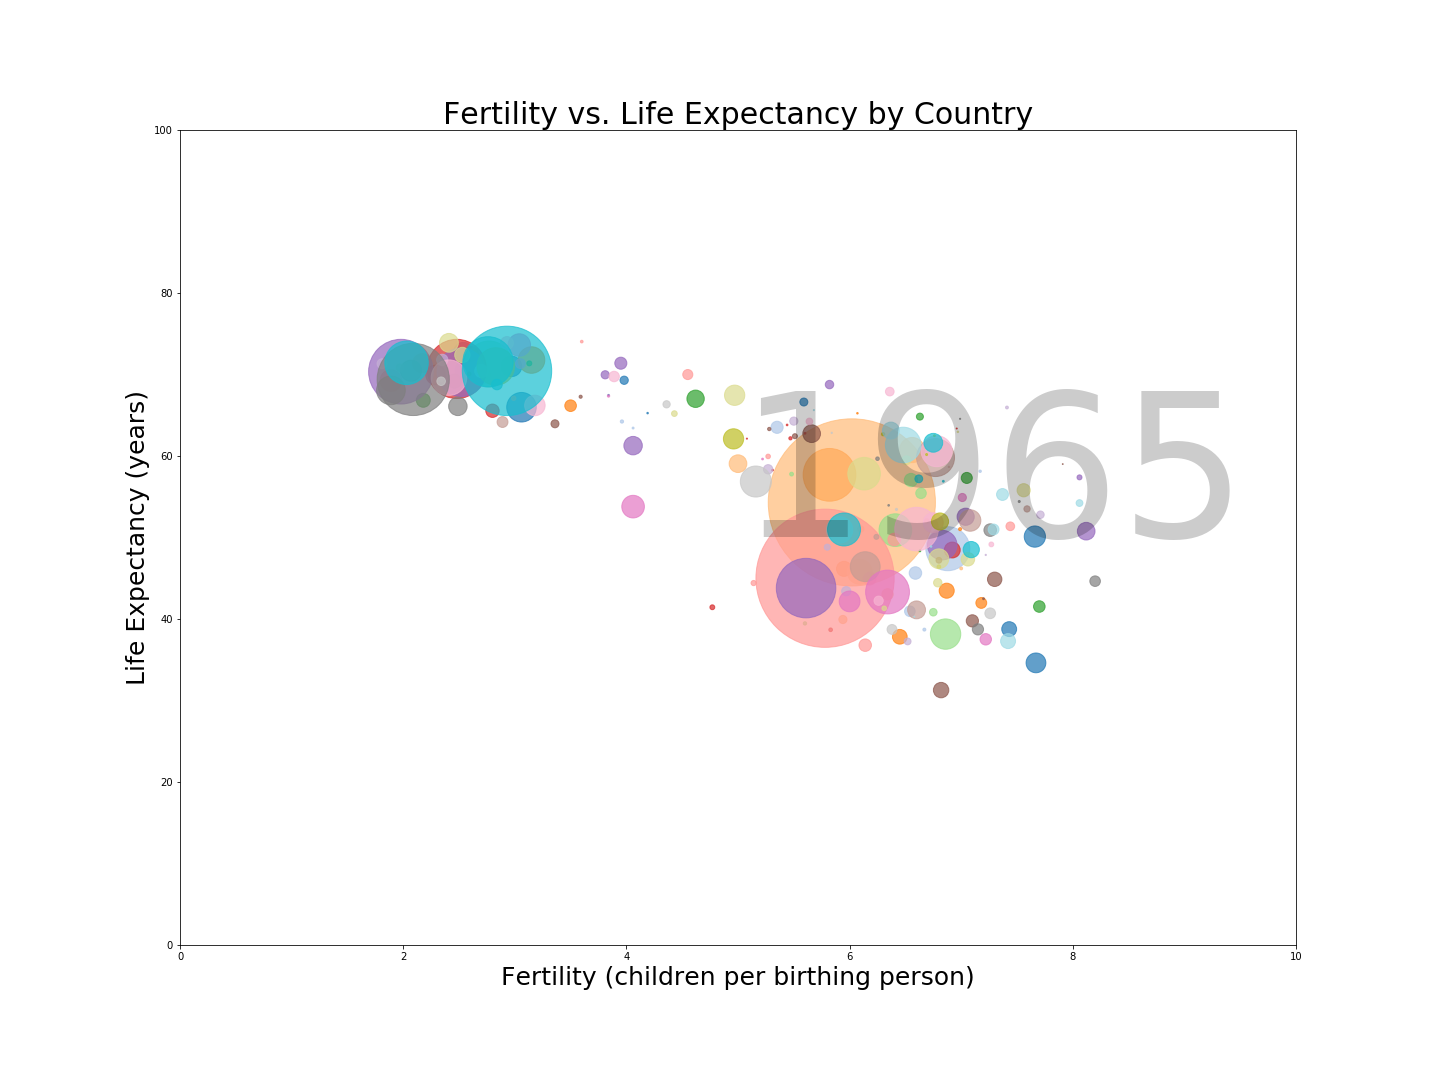 Fertility vs. Life Expectancy by Country
100
80
60
40
20
0
Life Expectancy (years)
1965
0 2 4 6 8 10
Fertility (children per birthing person)